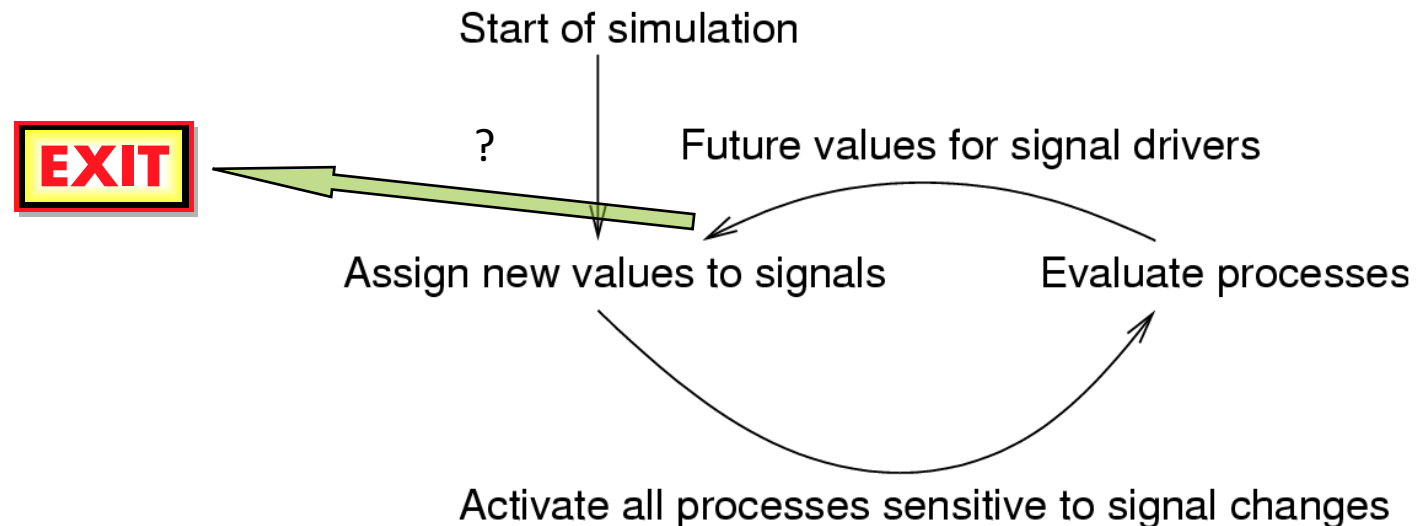 Start of simulation
EXIT
?
Future values for signal drivers
Assign new values to signals
Evaluate processes
Activate all processes sensitive to signal changes